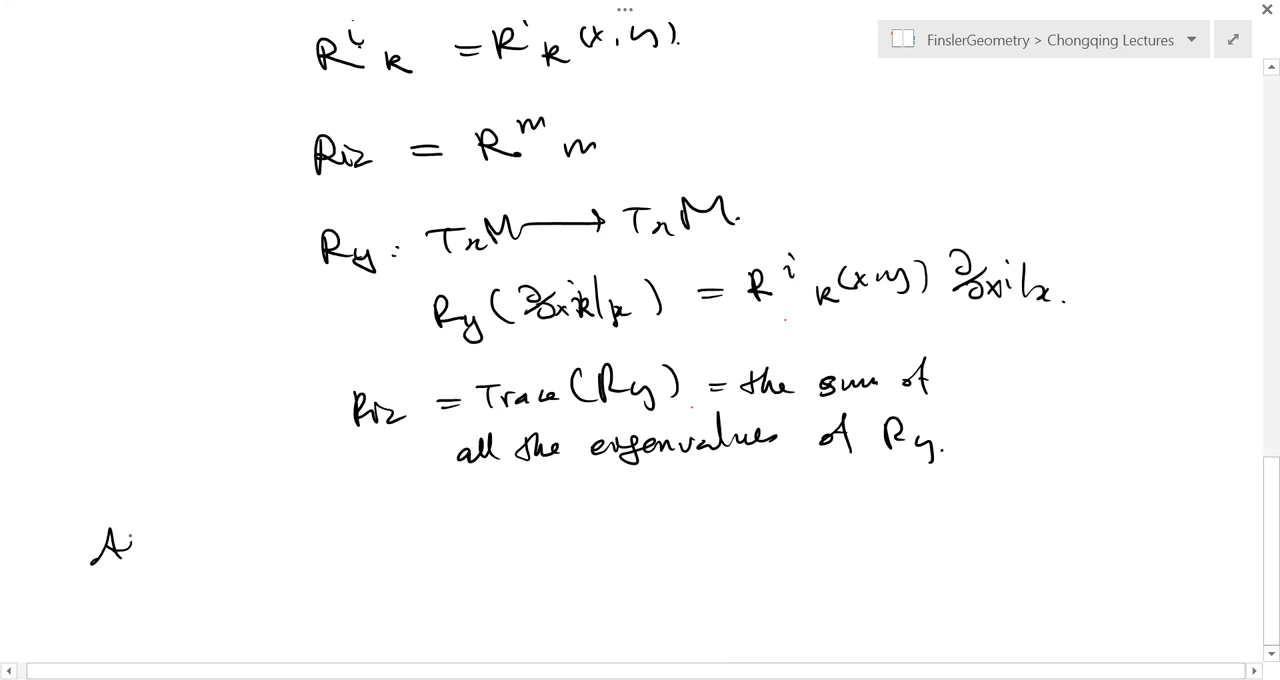 R^i_k = R^i_k (x, y).
FinslerGeometry > Chongqing Lectures
Ric = R^m_m
R_y : T_xM → T_xM.
R_y (∂/∂x^k|_x) = R^i_k (x, y) ∂/∂x^i|_x.
Ric = Trace (R_y) = the sum of
all the eigenvalues of R_y.
A